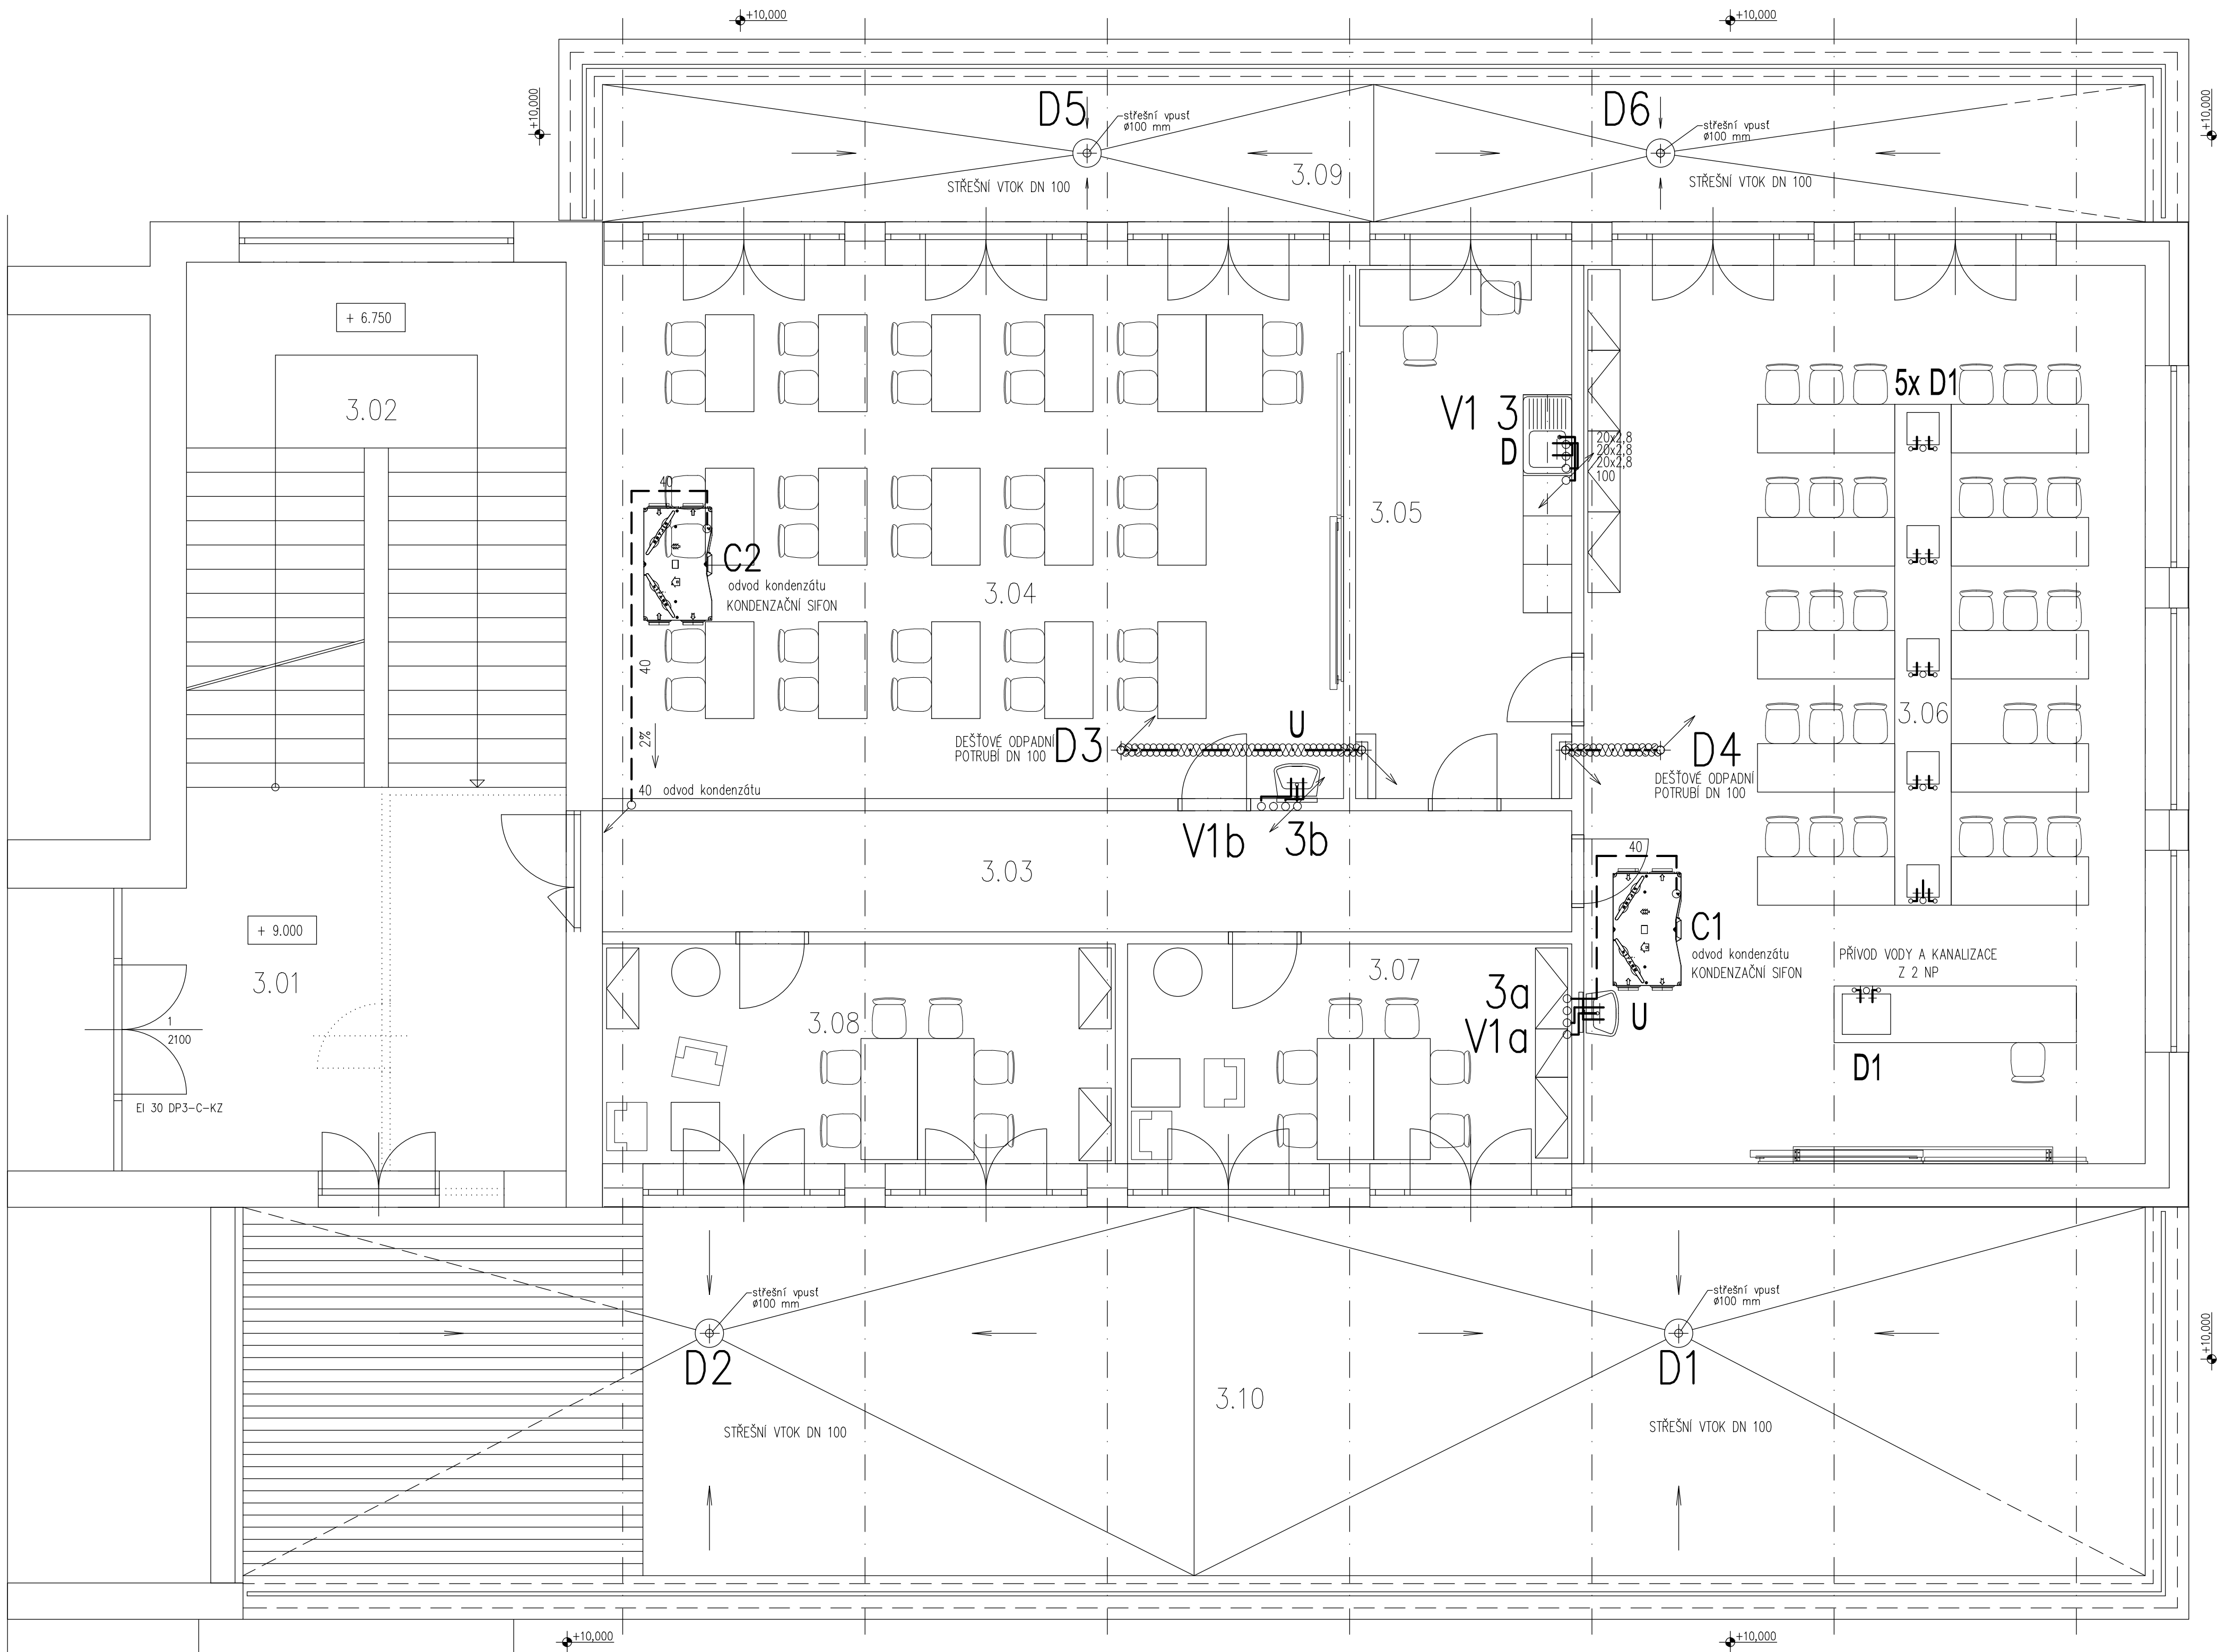 +10,000
+10,000
+10,000
+10,000
D5
střešní vpusť
ø100 mm
D6
střešní vpusť
ø100 mm
3.09
STŘEŠNÍ VTOK DN 100
STŘEŠNÍ VTOK DN 100
+ 6.750
3.02
5x D1
V1 3
D
20x2,8
20x2,8
20x2,8
100
40
3.05
C2
odvod kondenzátu
KONDENZAČNÍ SIFON
3.04
40
3.06
U
2%
DEŠŤOVÉ ODPADNÍ
POTRUBÍ DN 100
D3
D4
DEŠŤOVÉ ODPADNÍ
POTRUBÍ DN 100
40 odvod kondenzátu
V1b 3b
40
3.03
+ 9.000
3.01
C1
odvod kondenzátu
KONDENZAČNÍ SIFON
PŘÍVOD VODY A KANALIZACE
Z 2 NP
3.07
3a
V1a
U
3.08
1
2100
D1
EI 30 DP3-C-KZ
střešní vpusť
ø100 mm
střešní vpusť
ø100 mm
+10,000
D2
D1
3.10
STŘEŠNÍ VTOK DN 100
STŘEŠNÍ VTOK DN 100
+10,000
+10,000